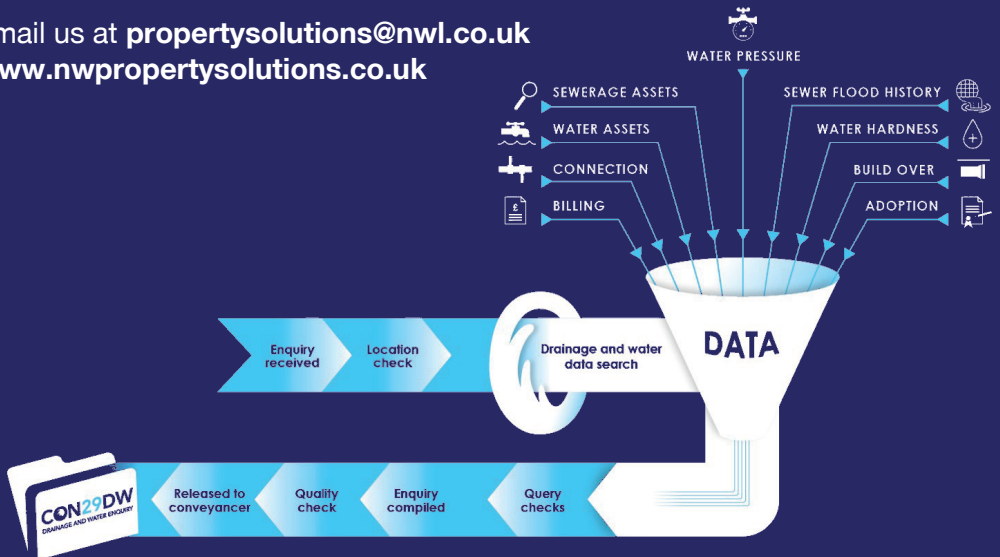 mail us at propertysolutions@nwl.co.uk
ww.nwpropertysolutions.co.uk
WATER PRESSURE
SEWERAGE ASSETS
WATER ASSETS
CONNECTION
BILLING
SEWER FLOOD HISTORY
WATER HARDNESS
BUILD OVER
ADOPTION
£
DATA
Enquiry
received
Location
check
Drainage and water
data search
Query
checks
Enquiry
compiled
Quality
check
Released to
conveyancer
CON29DW
DRAINAGE AND WATER ENQUIRY